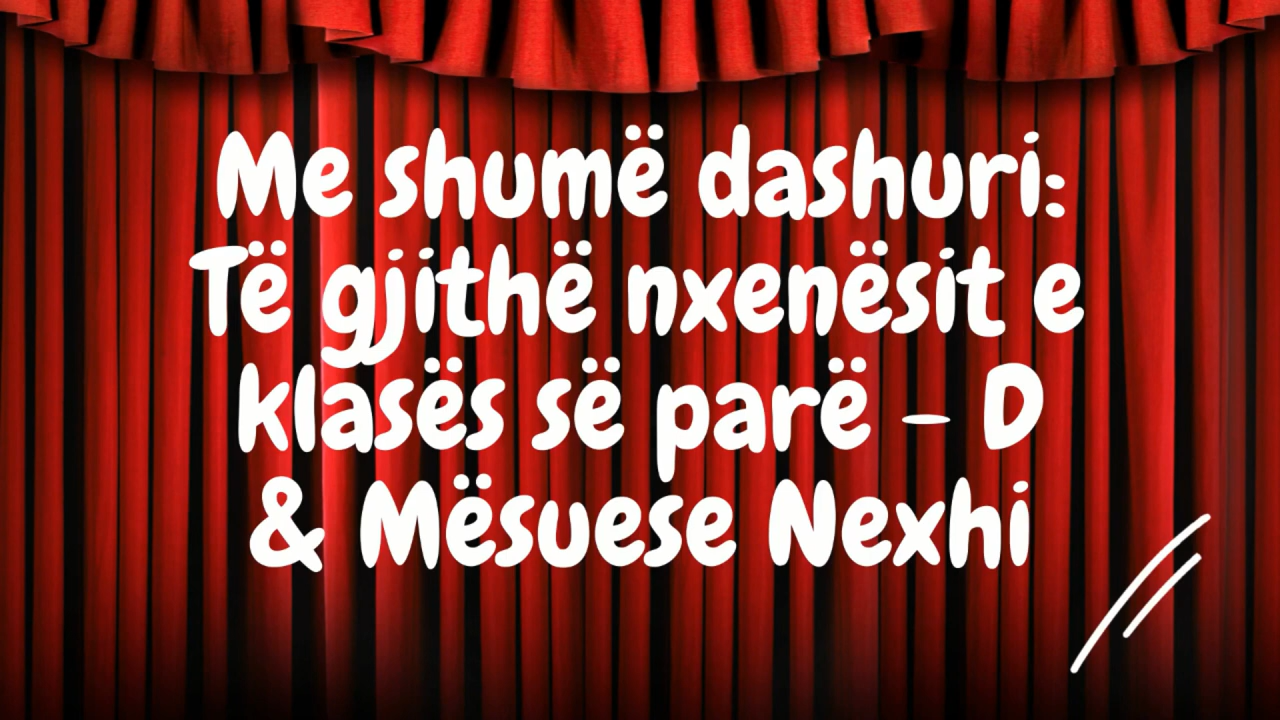 Me shumë dashuri:
Të gjithë nxenësit e
klasës së parë - D
& Mësuese Nexhi